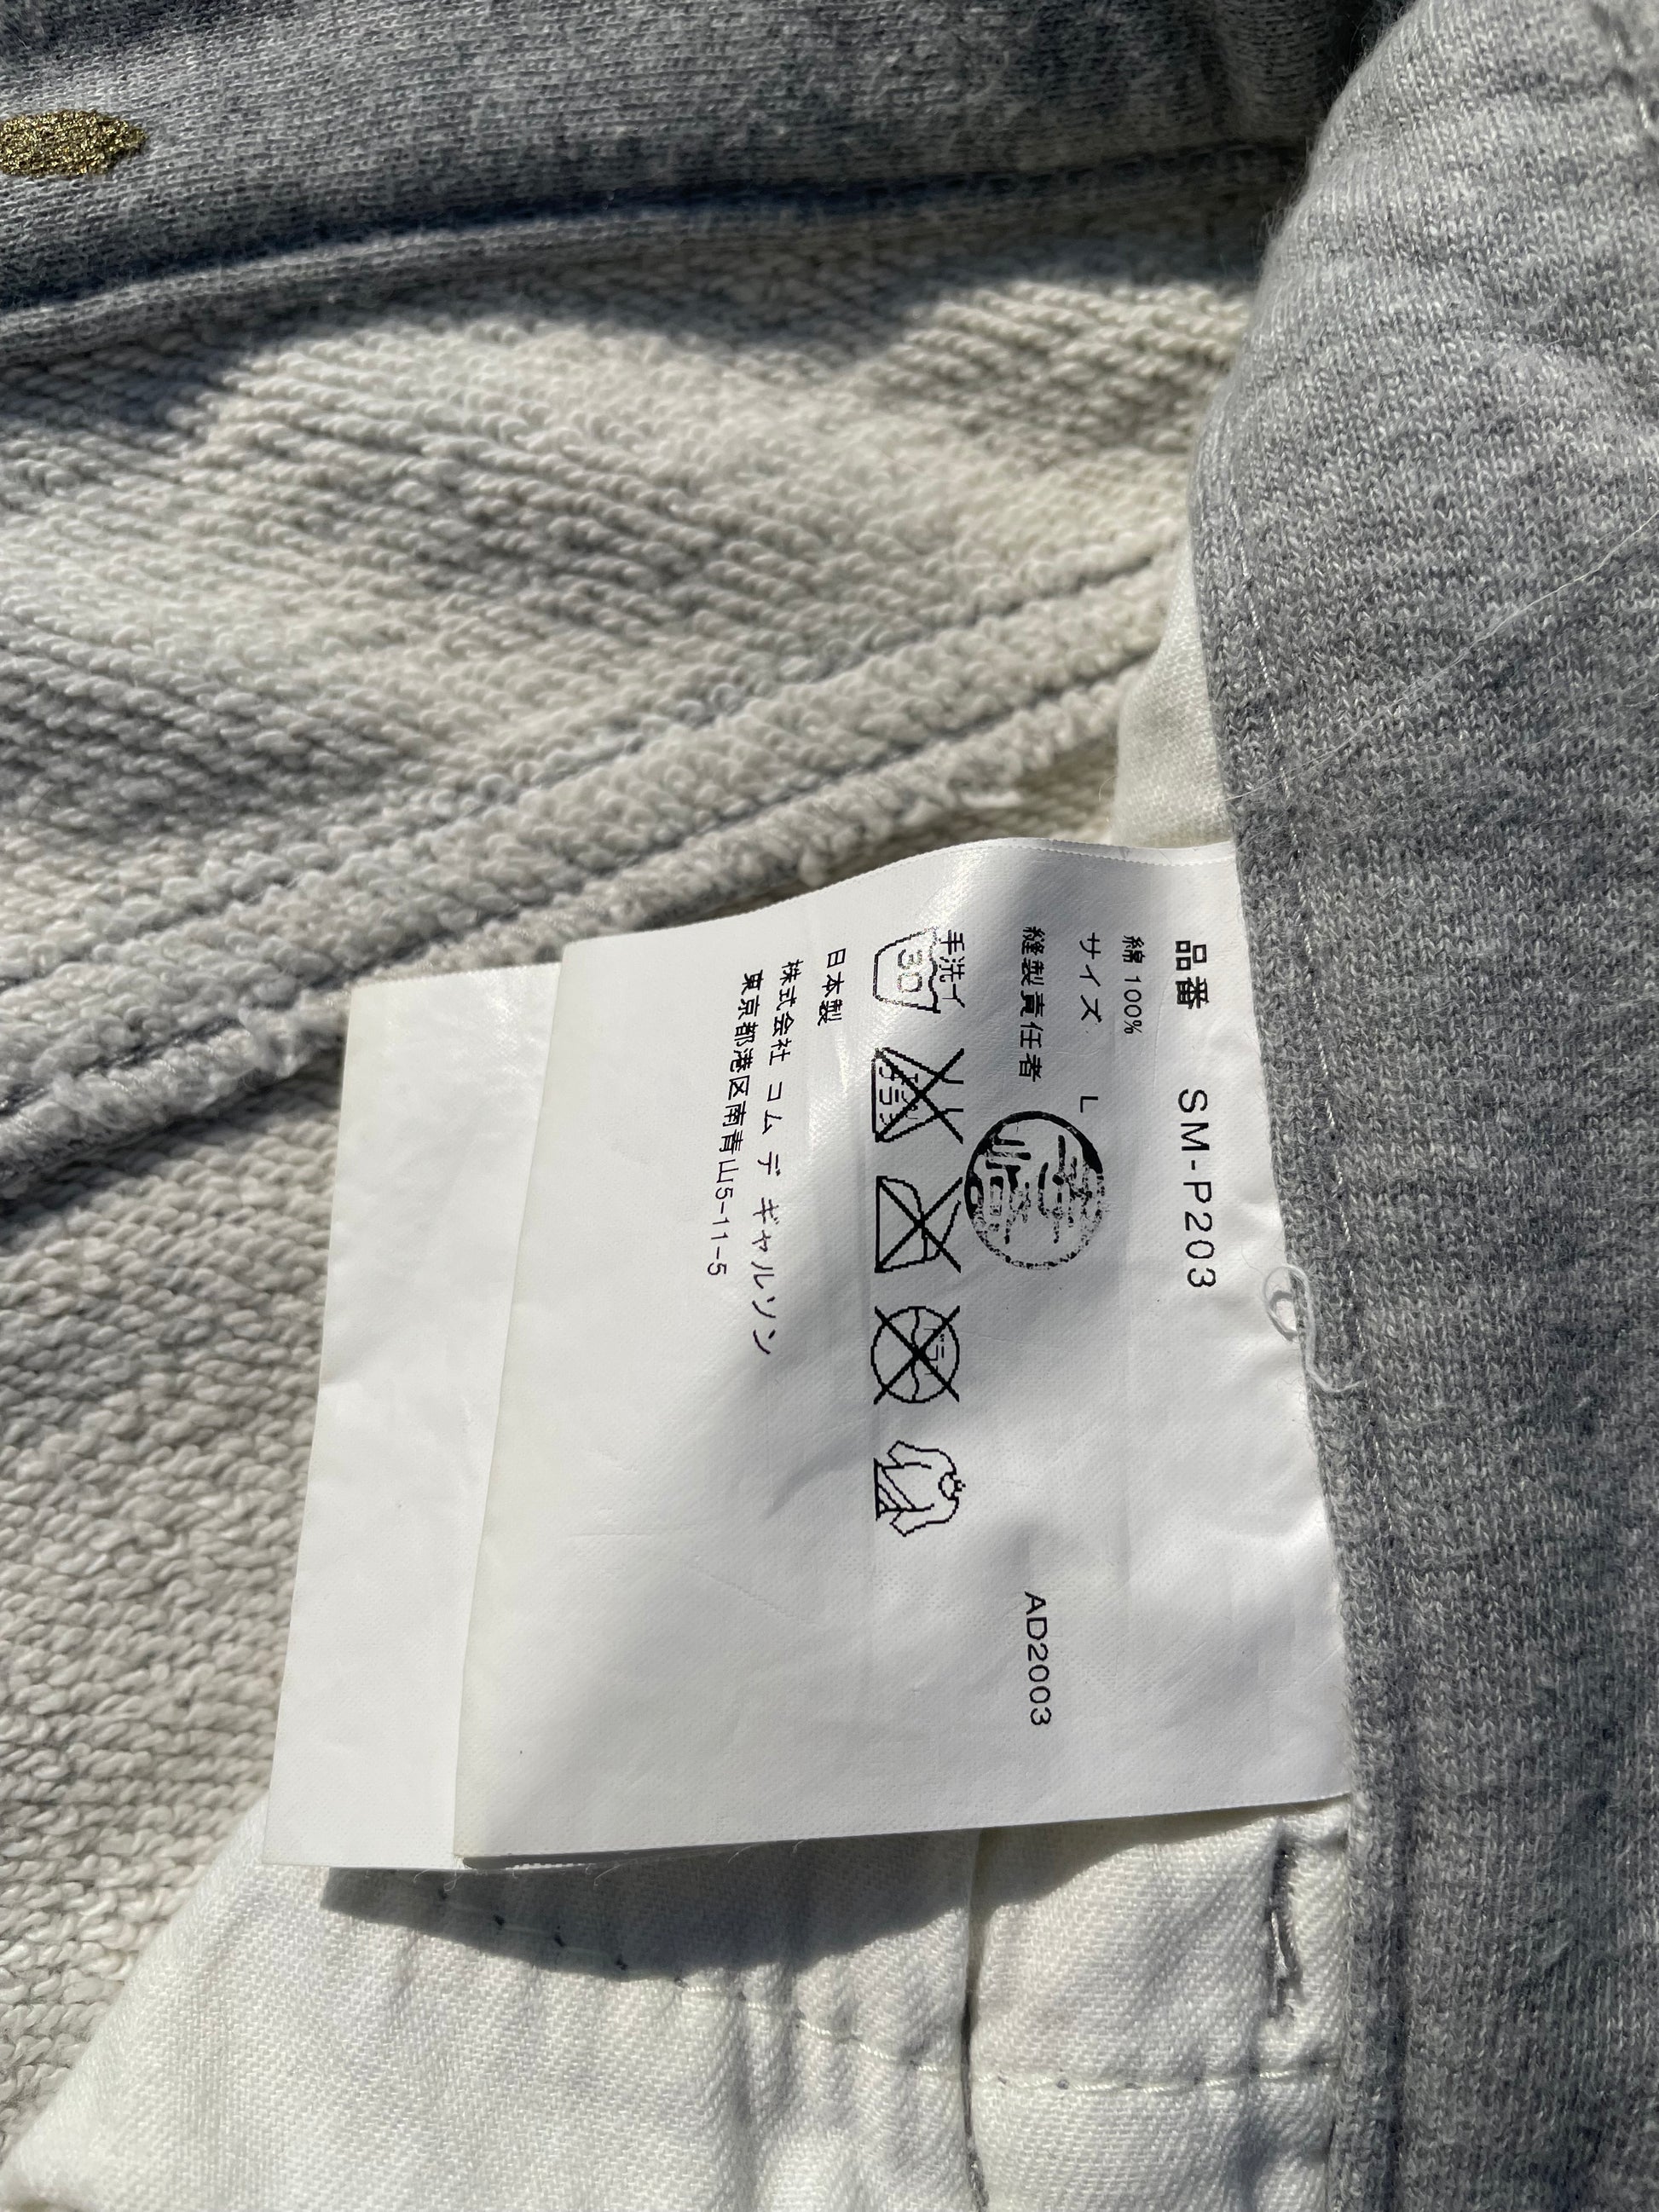 品番 SM-P203
綿 100%
サイズ L
縫製責任者 AD2003
手洗イ
30
日本製
株式会社 コム デ ギャルソン
東京都港区南青山5-11-5